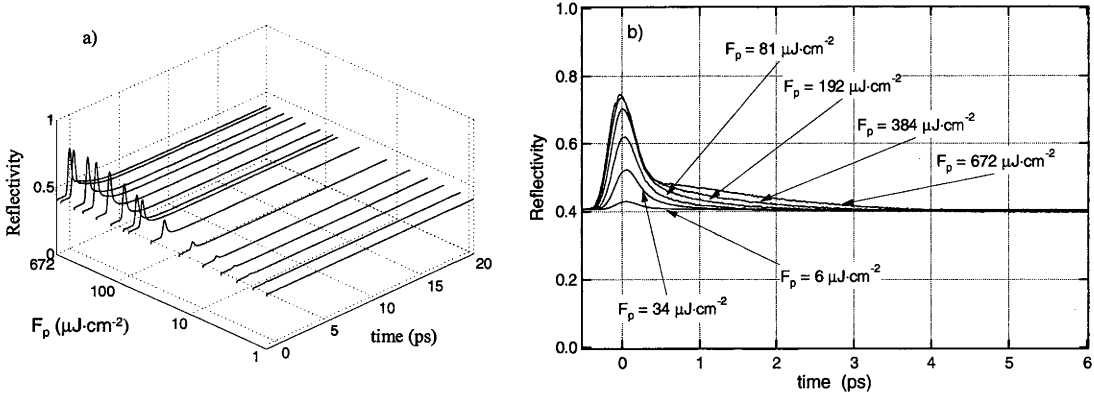 a)
Reflectivity
1
0.5
0
672
100
10
1
F_p (μJ·cm-2)
0
5
10
15
20
time (ps)
b)
Reflectivity
1.0
0.8
0.6
0.4
0.2
0.0
F_p = 81 μJ·cm⁻²
F_p = 192 μJ·cm⁻²
F_p = 384 μJ·cm⁻²
F_p = 672 μJ·cm⁻²
F_p = 6 μJ·cm⁻²
F_p = 34 μJ·cm⁻²
0 1 2 3 4 5 6
time (ps)